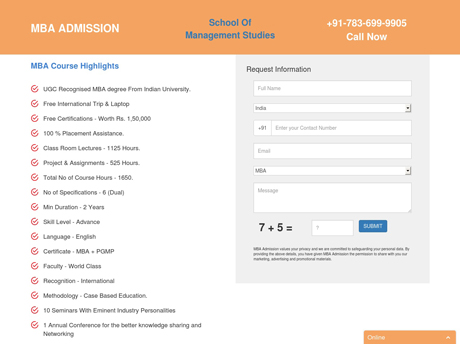 MBA ADMISSION
School Of
Management Studies
+91-783-699-9905
Call Now
MBA Course Highlights
UGC Recognised MBA degree From Indian University.
Free International Trip & Laptop
Free Certifications - Worth Rs. 1,50,000
100 % Placement Assistance.
Class Room Lectures - 1125 Hours.
Project & Assignments - 525 Hours.
Total No of Course Hours - 1650.
No of Specifications - 6 (Dual)
Min Duration - 2 Years
Skill Level - Advance
Language - English
Certificate - MBA + PGMP
Faculty - World Class
Recognition - International
Methodology - Case Based Education.
10 Seminars With Eminent Industry Personalities
1 Annual Conference for the better knowledge sharing and
Networking
Request Information
Full Name
India
+91 Enter your Contact Number
Email
MBA
Message
7 + 5 = ?
SUBMIT
MBA Admission values your privacy and we are committed to safeguarding your personal data. By
providing the above details, you have given MBA Admission the permission to share with you our
marketing, advertising and promotional materials.
Online